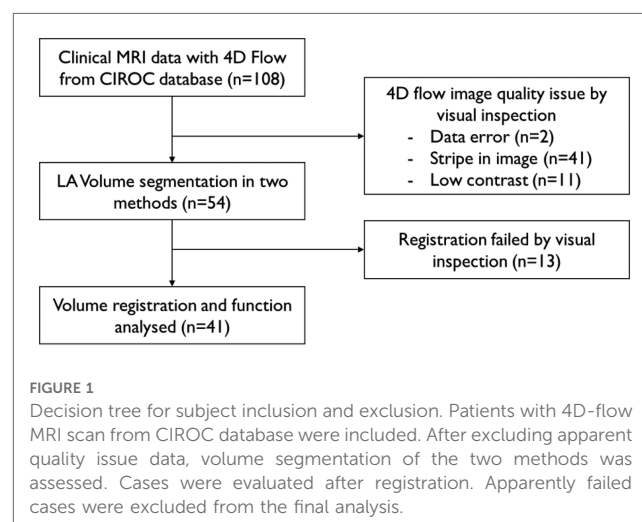 Clinical MRI data with 4D Flow
from CIROC database (n=108)
4D flow image quality issue by
visual inspection
- Data error (n=2)
- Stripe in image (n=41)
- Low contrast (n=11)
LA Volume segmentation in two
methods (n=54)
Registration failed by visual
inspection (n=13)
Volume registration and function
analysed (n=41)
FIGURE 1
Decision tree for subject inclusion and exclusion. Patients with 4D-flow
MRI scan from CIROC database were included. After excluding apparent
quality issue data, volume segmentation of the two methods was
assessed. Cases were evaluated after registration. Apparently failed
cases were excluded from the final analysis.